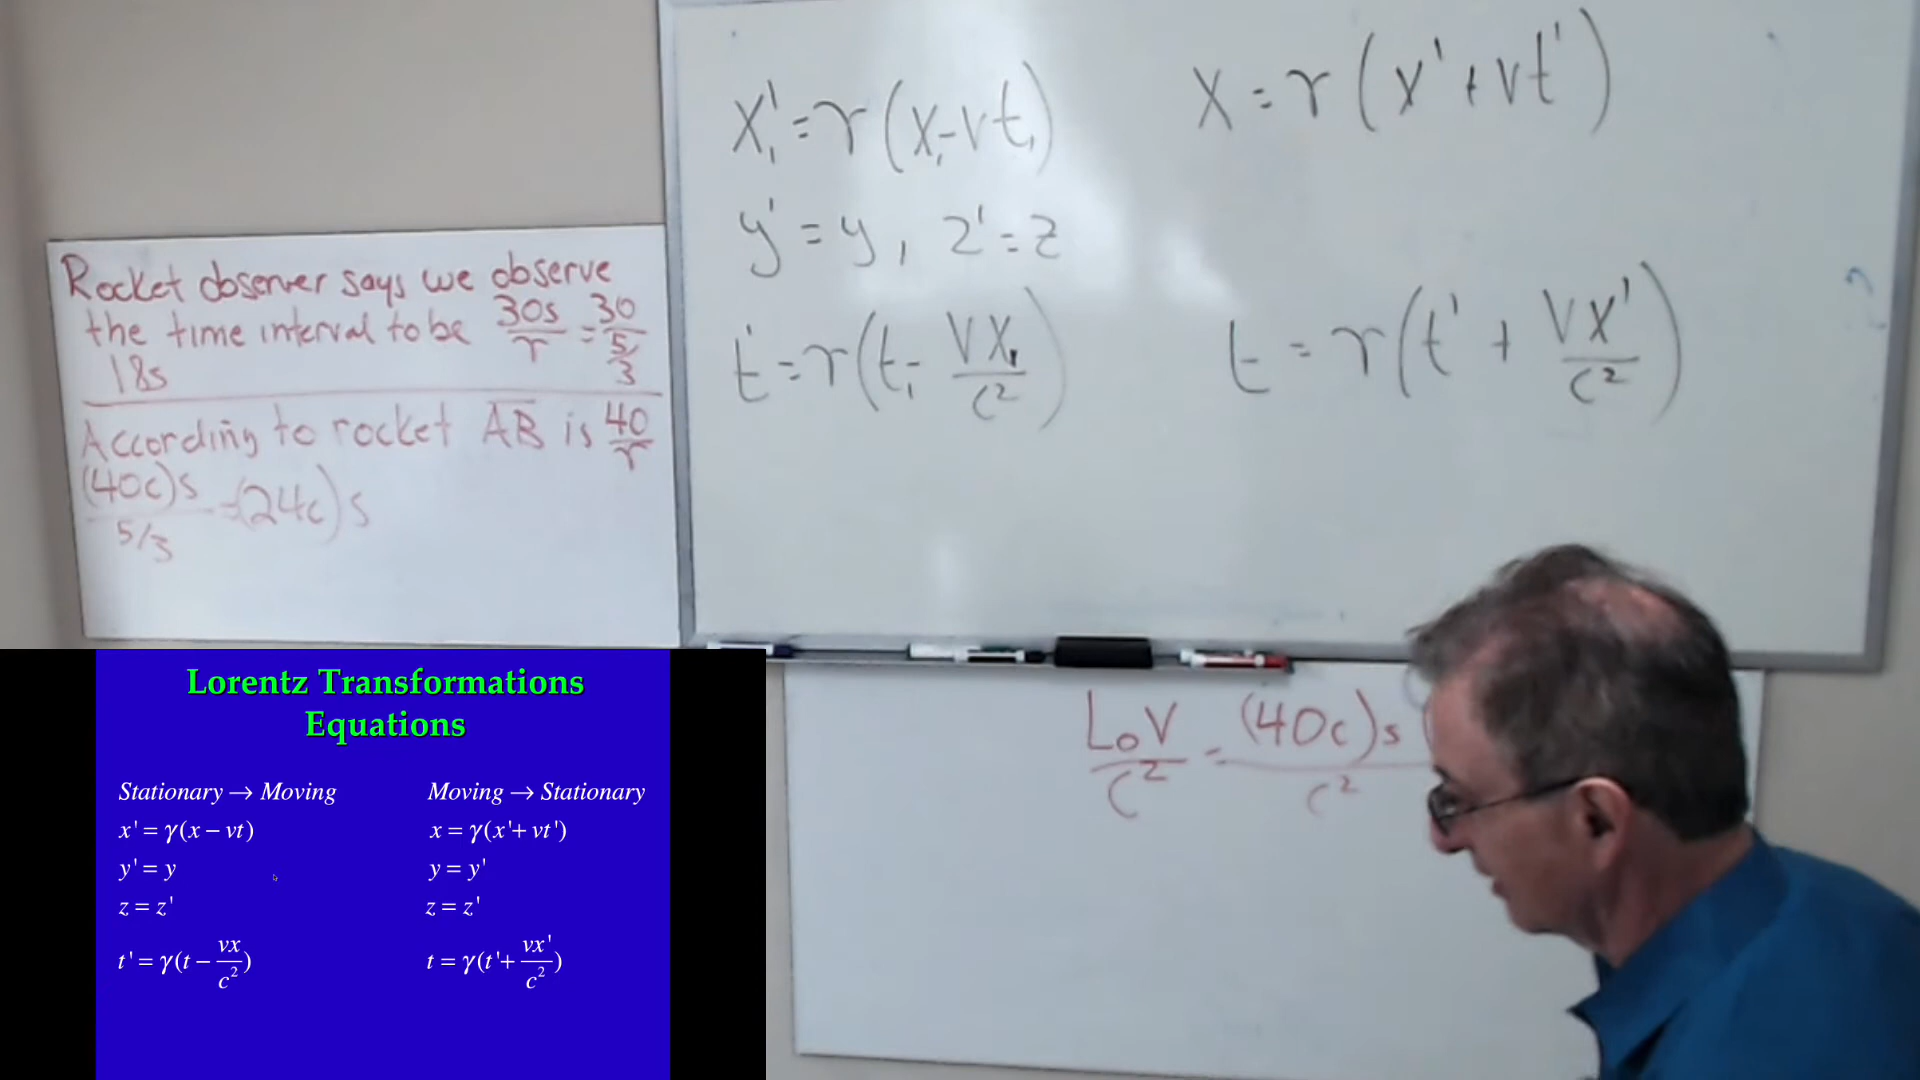 x₁' = γ(x₁ - vt₁)
y' = y, z' = z
t' = γ(t₁ - vx₁/c²)
x = γ(x' + vt')
t = γ(t' + vx'/c²)
Rocket observer says we observe
the time interval to be 30s/γ = 30/(5/3)
18s
According to rocket AB is 40/γ
(40c)s/(5/3) = (24c)s
L₀V/c² = (40c)s/c²
Lorentz Transformations
Equations
Stationary → Moving
x' = γ(x − vt)
y' = y
z = z'
t' = γ(t − vx/c²)
Moving → Stationary
x = γ(x'+ vt')
y = y'
z = z'
t = γ(t'+ vx'/c²)